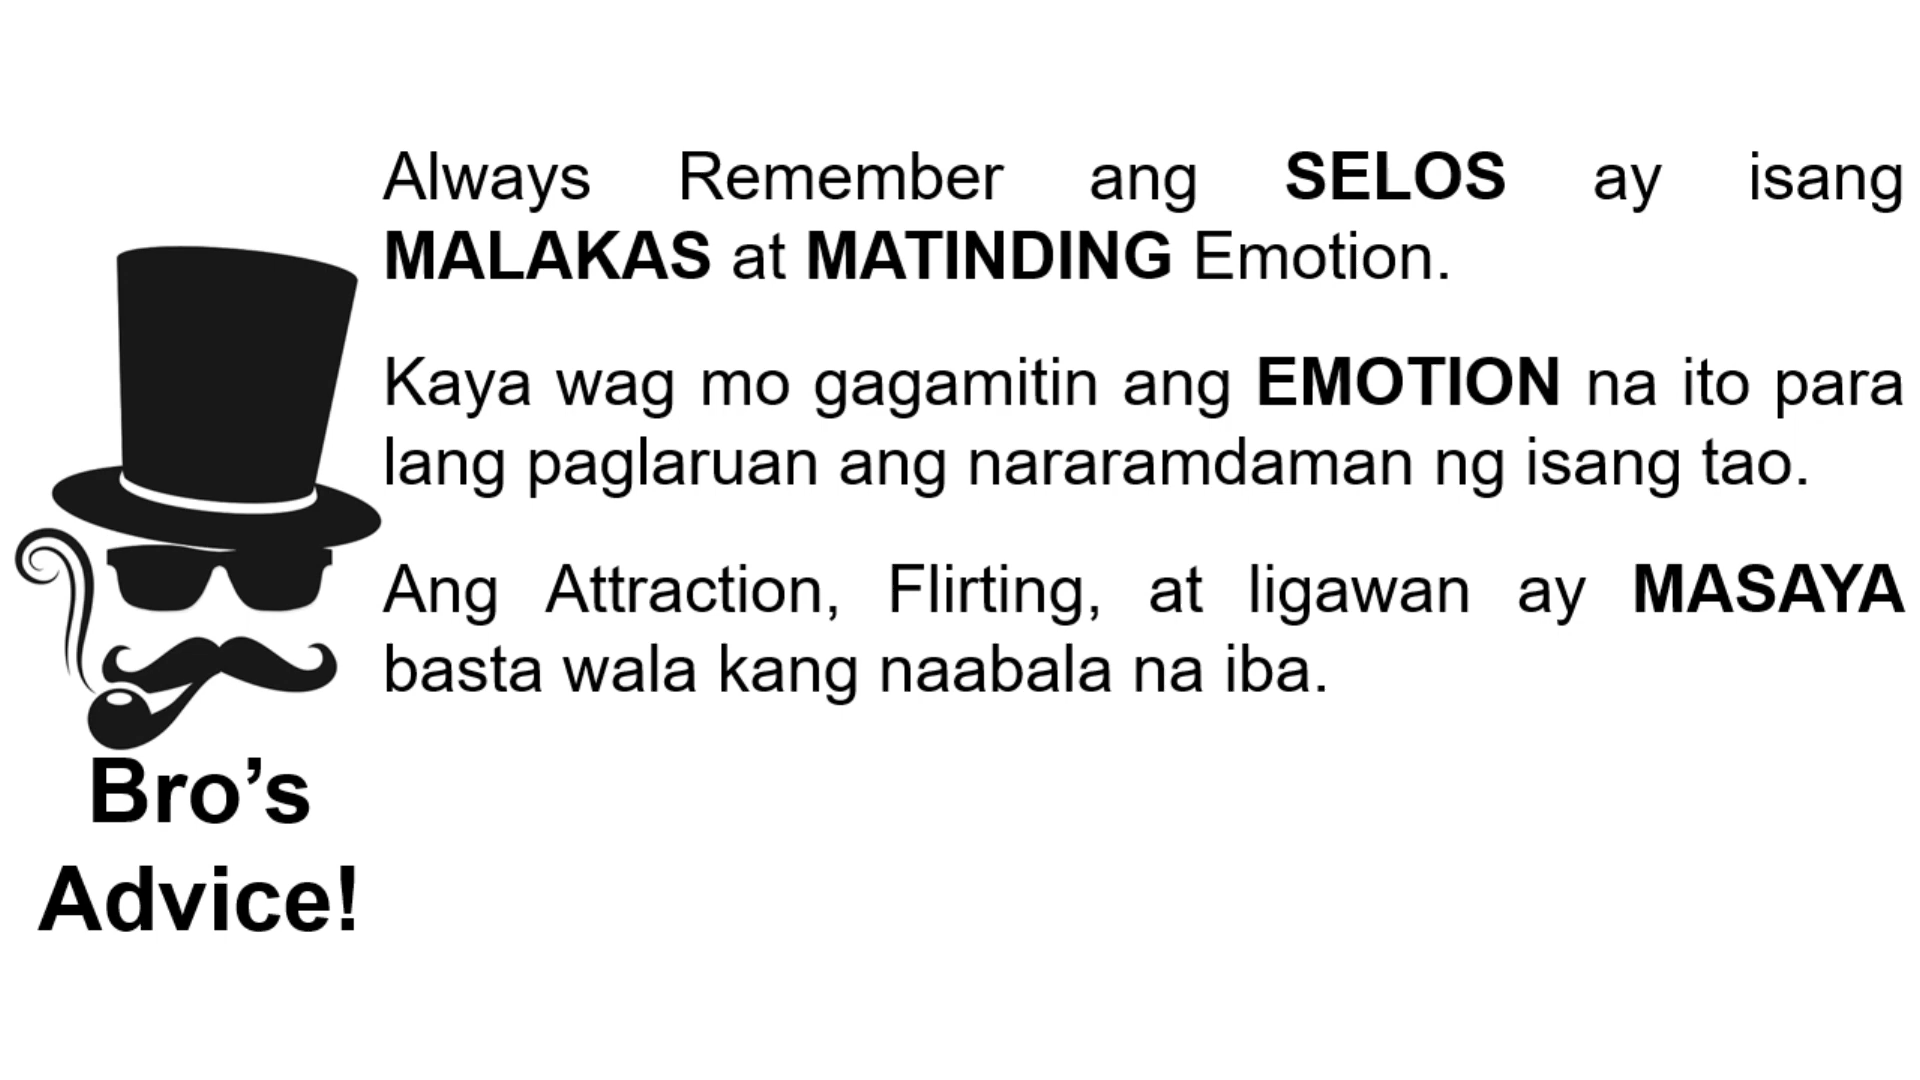 Always Remember ang SELOS ay isang
MALAKAS at MATINDING Emotion.
Kaya wag mo gagamitin ang EMOTION na ito para
lang paglaruan ang nararamdaman ng isang tao.
Ang Attraction, Flirting, at ligawan ay MASAYA
basta wala kang naabala na iba.
Bro’s
Advice!